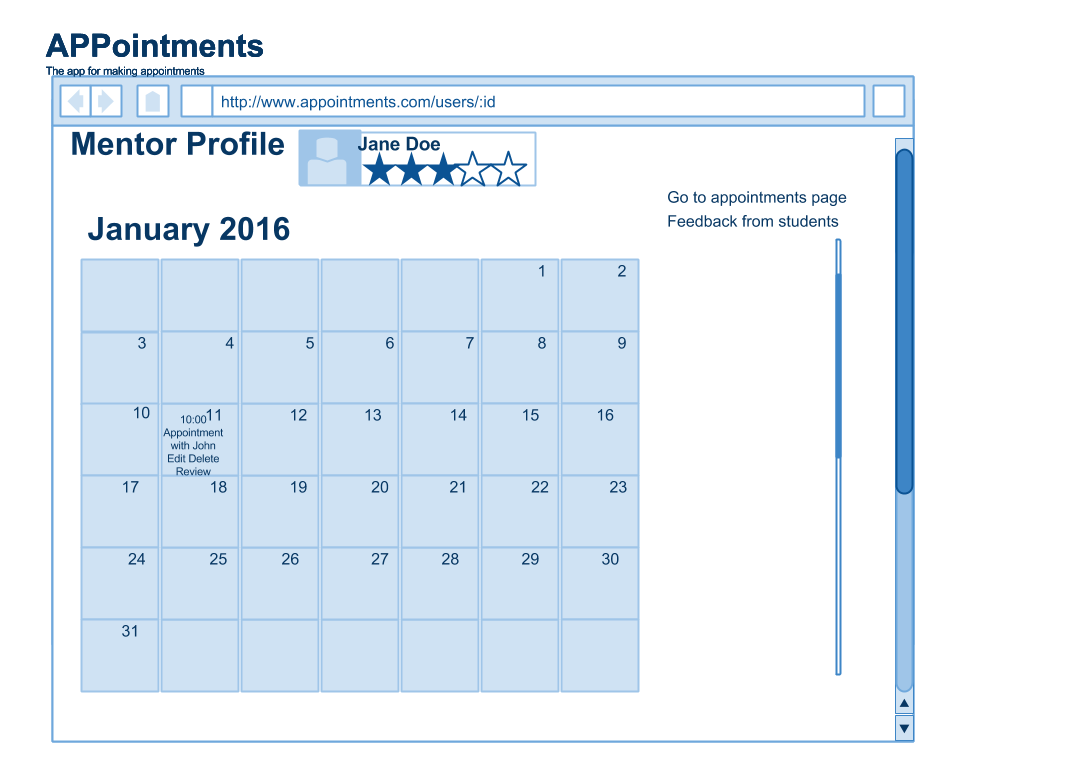 APPointments
The app for making appointments
http://www.appointments.com/users/:id
Mentor Profile
Jane Doe
Go to appointments page
Feedback from students
January 2016
1 2
3 4 5 6 7 8 9
10 11 12 13 14 15 16
10:00
Appointment
with John
Edit Delete
Review
17 18 19 20 21 22 23
24 25 26 27 28 29 30
31